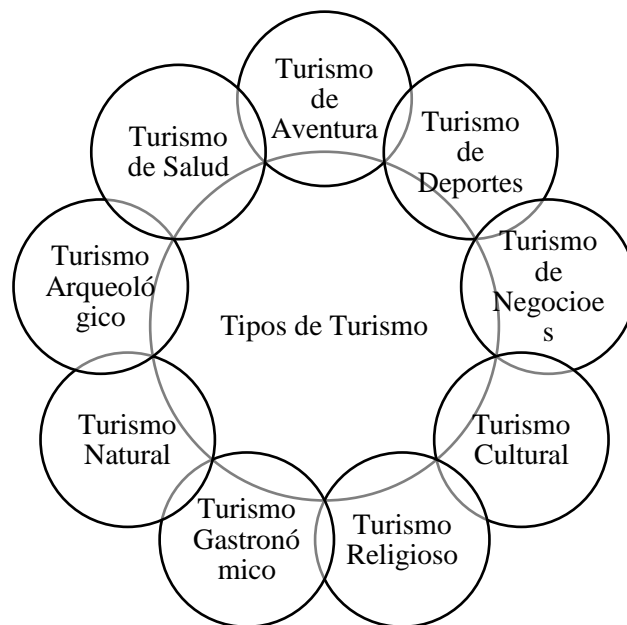 Turismo
de
Aventura
Turismo
de
Deportes
Turismo
de
Negocioe
s
Turismo
Cultural
Turismo
Religioso
Turismo
Gastronó
mico
Turismo
Natural
Turismo
Arqueoló
gico
Turismo
de Salud
Tipos de Turismo